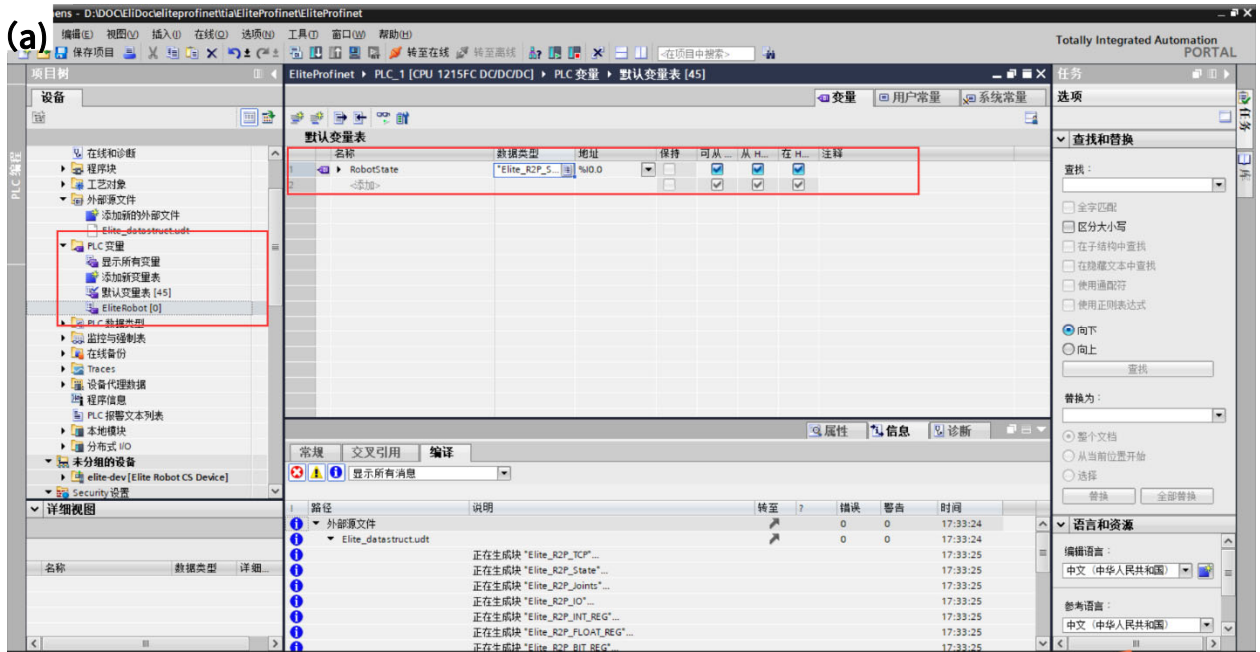 (a)
ens - D:\DOC\EliDoc\eliteprofinet\tia\EliteProfinet\EliteProfinet
编辑(E) 视图(V) 插入(I) 在线(O) 选项(N) 工具(T) 窗口(W) 帮助(H)
保存项目 转至在线 转至离线 <在项目中搜索>
Totally Integrated Automation
PORTAL
项目树
设备
PLC 编程
在线和诊断
程序块
工艺对象
外部源文件
添加新的外部文件
Elite_datastruct.udt
PLC 变量
显示所有变量
添加新变量表
默认变量表 [45]
EliteRobot [0]
PLC 数据类型
监控与强制表
在线备份
Traces
设备代理数据
程序信息
PLC 报警文本列表
本地模块
分布式 I/O
未分组的设备
elite-dev [Elite Robot CS Device]
Security 设置
详细视图
名称 数据类型 详细...
EliteProfinet PLC_1 [CPU 1215FC DC/DC/DC] PLC 变量 默认变量表 [45]
变量 用户常量 系统常量
默认变量表
名称 数据类型 地址 保持 可从 ... 从 H... 在 H... 注释
1 RobotState "Elite_R2P_S... %I0.0
2 <添加>
属性 信息 诊断
常规 交叉引用 编译
显示所有消息
! 路径 说明 转至 ? 错误 警告 时间
外部源文件 0 0 17:33:24
Elite_datastruct.udt 0 0 17:33:24
正在生成块 "Elite_R2P_TCP"... 17:33:25
正在生成块 "Elite_R2P_State"... 17:33:25
正在生成块 "Elite_R2P_Joints"... 17:33:25
正在生成块 "Elite_R2P_IO"... 17:33:25
正在生成块 "Elite_R2P_INT_REG"... 17:33:25
正在生成块 "Elite_R2P_FLOAT_REG"... 17:33:25
正在生成块 "Elite_R2P_BIT_REG"... 17:33:25
任务
选项
查找和替换
查找：
全字匹配
区分大小写
在子结构中查找
在隐藏文本中查找
使用通配符
使用正则表达式
向下
向上
查找
替换为：
整个文档
从当前位置开始
选择
替换 全部替换
语言和资源
编辑语言：
中文（中华人民共和国）
参考语言：
中文（中华人民共和国）
任务
库